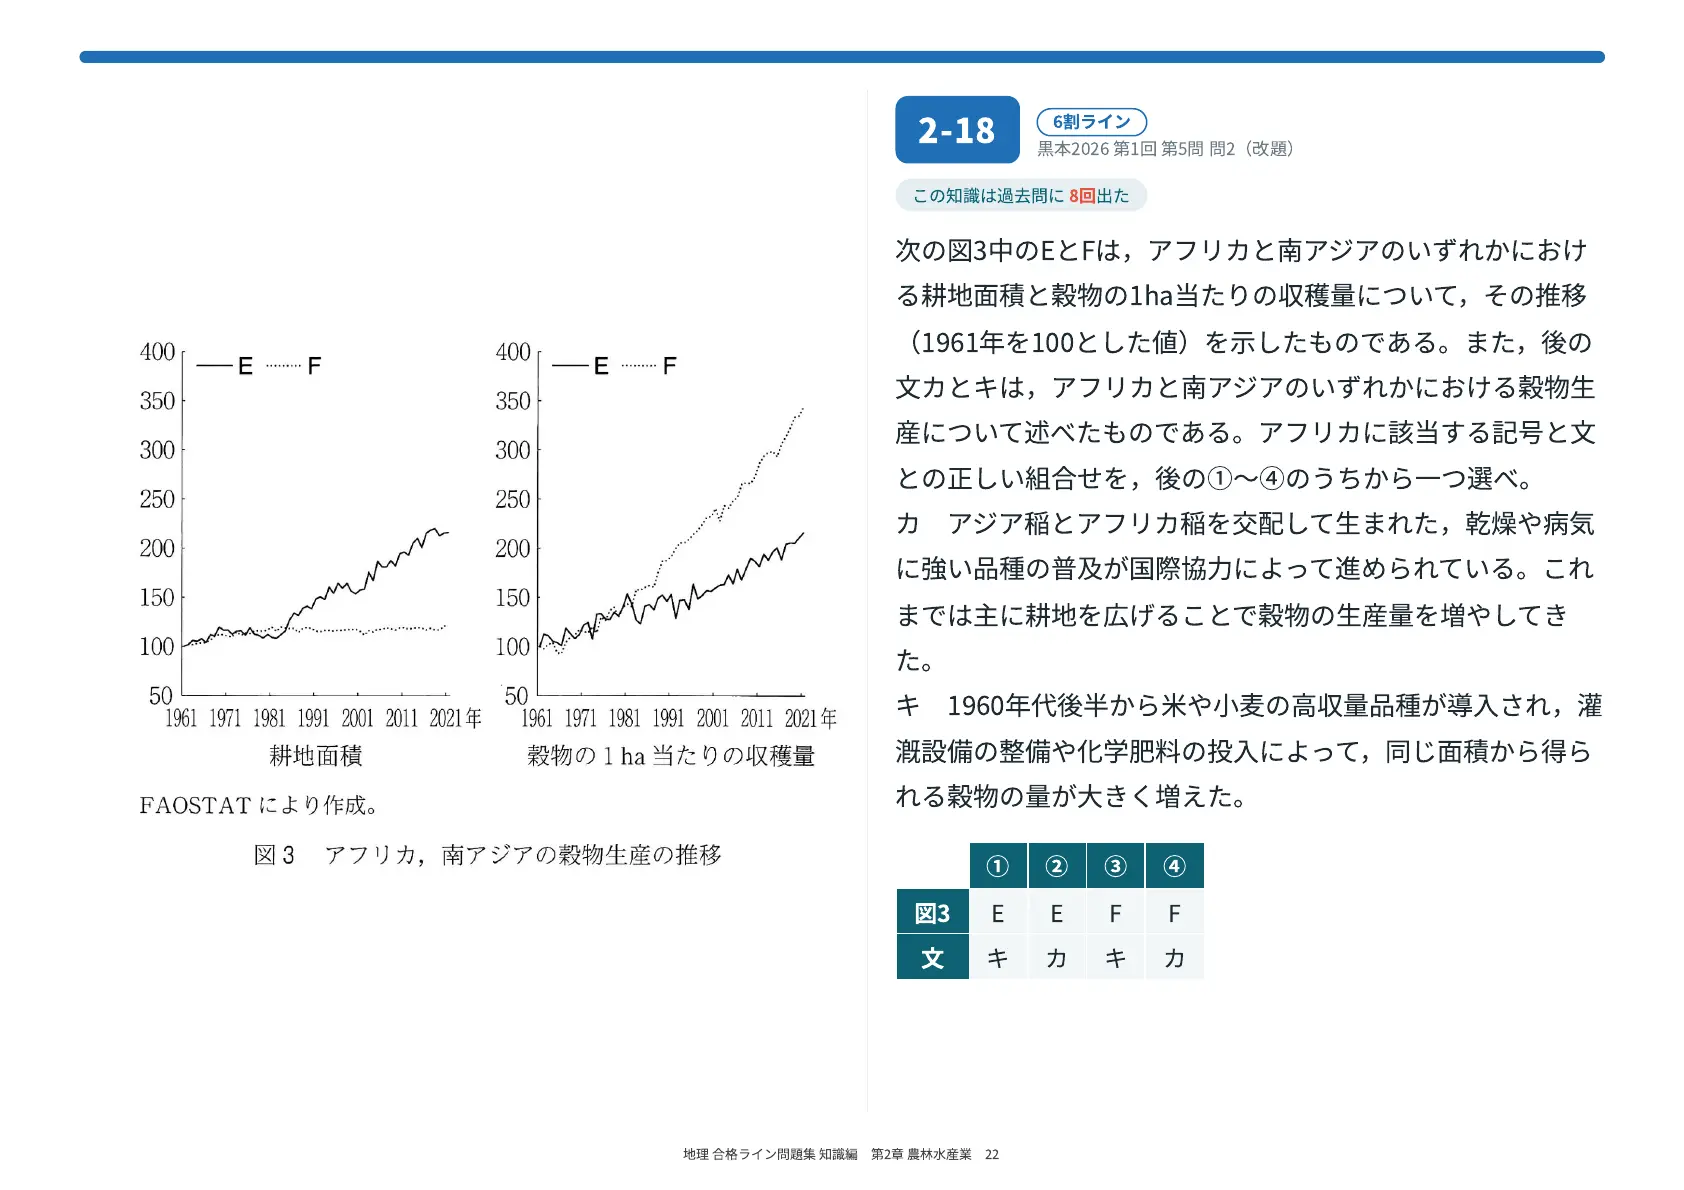 400
350
300
250
200
150
100
50
E F
1961 1971 1981 1991 2001 2011 2021年
耕地面積
400
350
300
250
200
150
100
50
E F
1961 1971 1981 1991 2001 2011 2021年
穀物の1ha当たりの収穫量
FAOSTATにより作成。
図3 アフリカ，南アジアの穀物生産の推移
2-18
6割ライン
黒本2026 第1回 第5問 問2（改題）
この知識は過去問に 8回出た
次の図3中のEとFは，アフリカと南アジアのいずれかにおけ
る耕地面積と穀物の1ha当たりの収穫量について，その推移
（1961年を100とした値）を示したものである。また，後の
文カとキは，アフリカと南アジアのいずれかにおける穀物生
産について述べたものである。アフリカに該当する記号と文
との正しい組合せを，後の①～④のうちから一つ選べ。
カ　アジア稲とアフリカ稲を交配して生まれた，乾燥や病気
に強い品種の普及が国際協力によって進められている。これ
までは主に耕地を広げることで穀物の生産量を増やしてき
た。
キ　1960年代後半から米や小麦の高収量品種が導入され，灌
漑設備の整備や化学肥料の投入によって，同じ面積から得ら
れる穀物の量が大きく増えた。
① ② ③ ④
図3 E E F F
文 キ カ キ カ
地理 合格ライン問題集 知識編　第2章 農林水産業　22